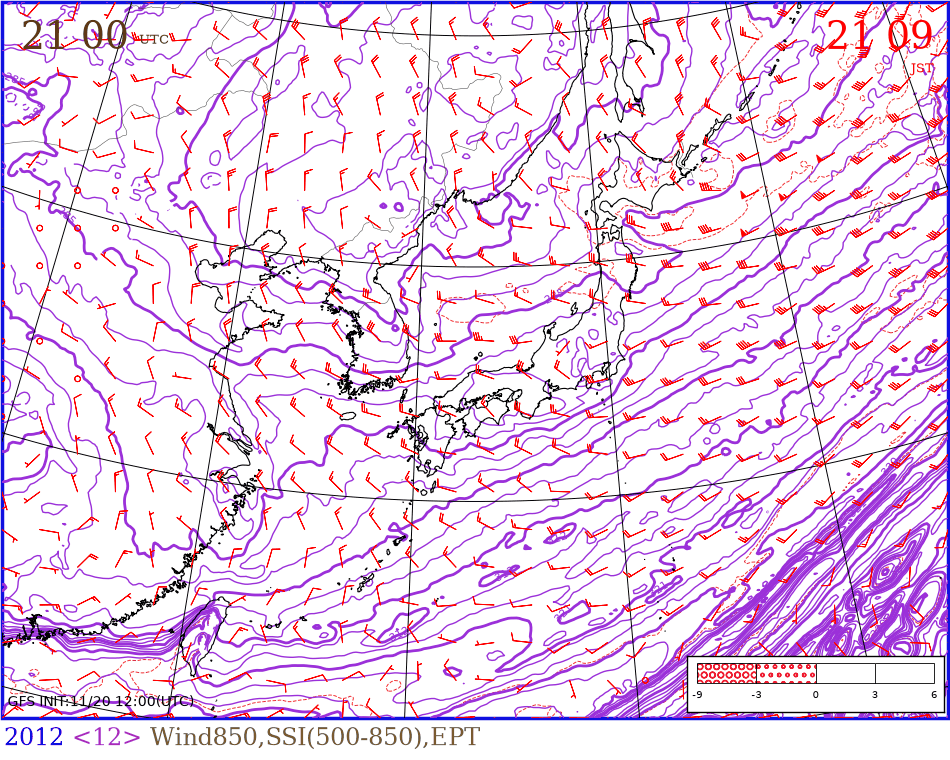 21 00 UTC
21 09
JST
GFS INIT:11/20 12:00(UTC)
-9 -3 0 3 6
2012 <12> Wind850,SSI(500-850),EPT